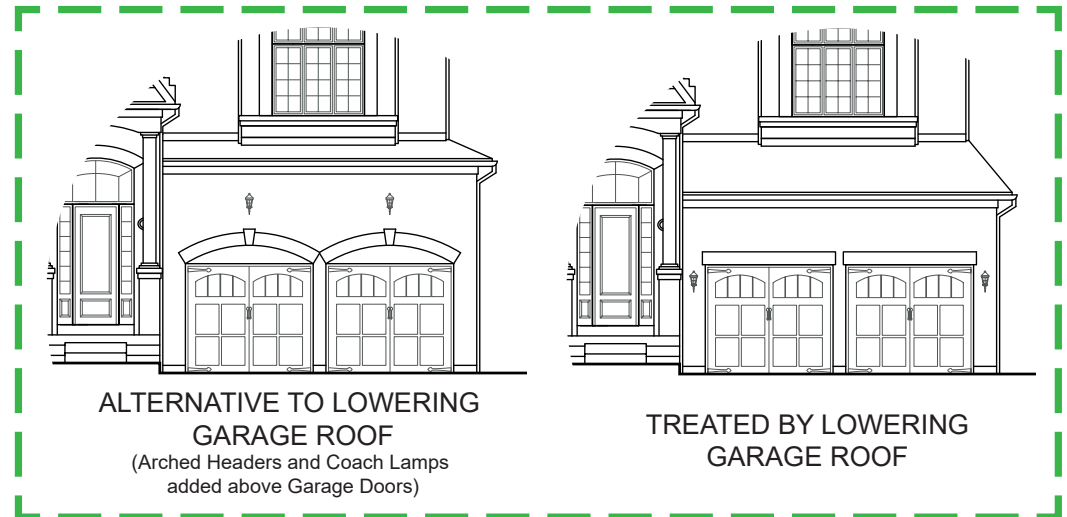 ALTERNATIVE TO LOWERING
GARAGE ROOF
(Arched Headers and Coach Lamps
added above Garage Doors)
TREATED BY LOWERING
GARAGE ROOF